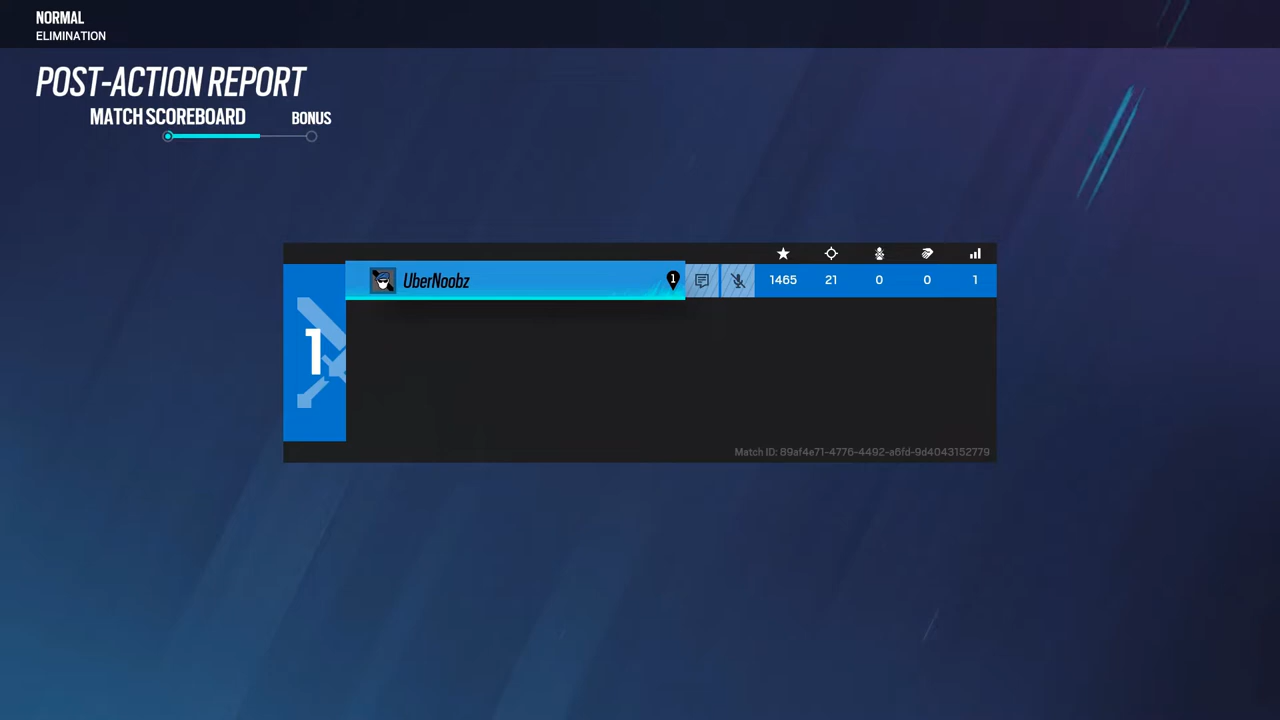 NORMAL
ELIMINATION
POST-ACTION REPORT
MATCH SCOREBOARD BONUS
UberNoobz 1 1465 21 0 0 1
1
Match ID: 89af4e71-4776-4492-a6fd-9d4043152779